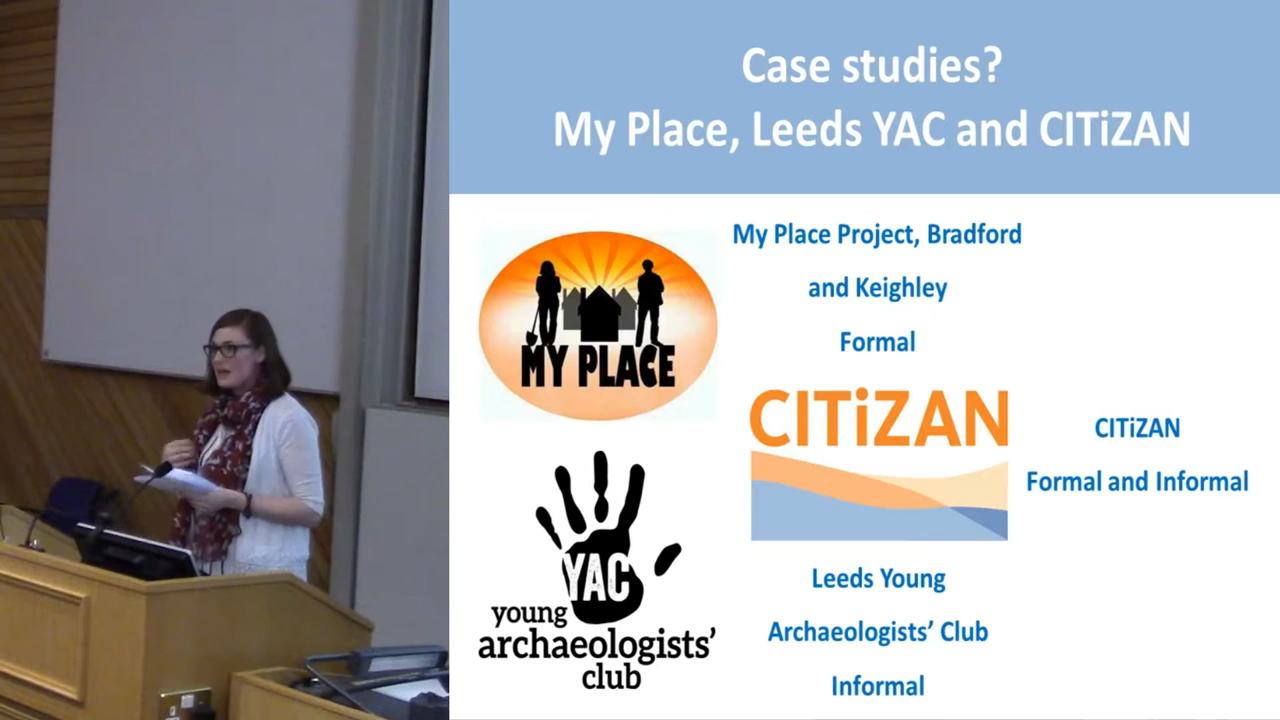 Case studies?
My Place, Leeds YAC and CITiZAN
My Place Project, Bradford
and Keighley
Formal
MY PLACE
CITiZAN
CITiZAN
Formal and Informal
YAC
young
archaeologists’
club
Leeds Young
Archaeologists’ Club
Informal